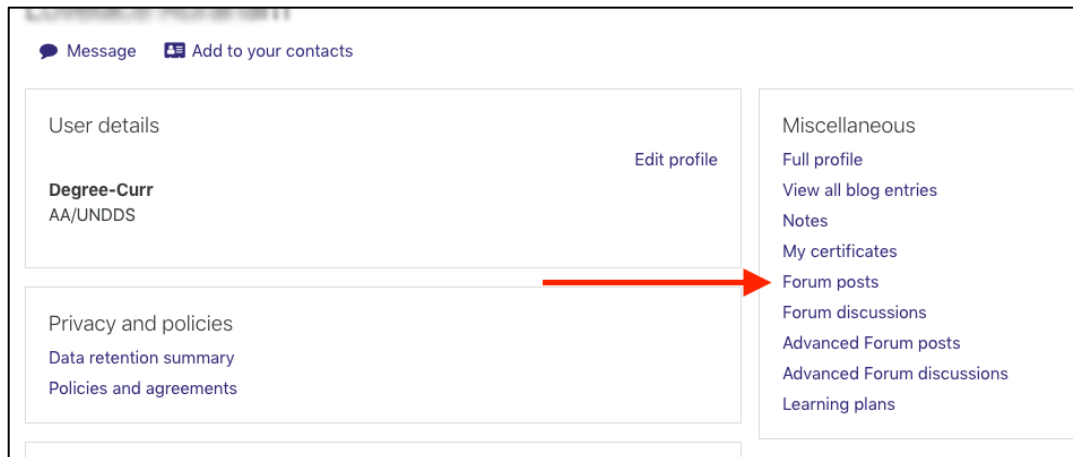 Message Add to your contacts
User details
Edit profile
Degree-Curr
AA/UNDDS
Privacy and policies
Data retention summary
Policies and agreements
Miscellaneous
Full profile
View all blog entries
Notes
My certificates
Forum posts
Forum discussions
Advanced Forum posts
Advanced Forum discussions
Learning plans